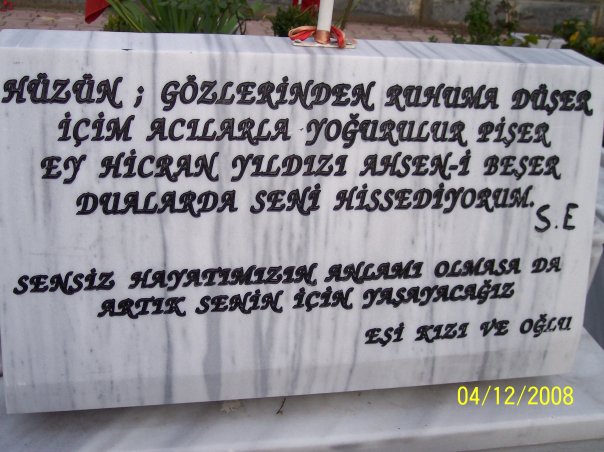 HÜZÜN ; GÖZLERİNDEN RUHUMA DÜŞER
İÇİM ACILARLA YOĞURULUR PİŞER
EY HİCRAN YILDIZI AHSEN-İ BEŞER
DUALARDA SENİ HİSSEDİYORUM.
S.E
SENSİZ HAYATIMIZIN ANLAMI OLMASA DA
ARTIK SENİN İÇİN YAŞAYACAĞIZ
EŞİ KIZI VE OĞLU
04/12/2008